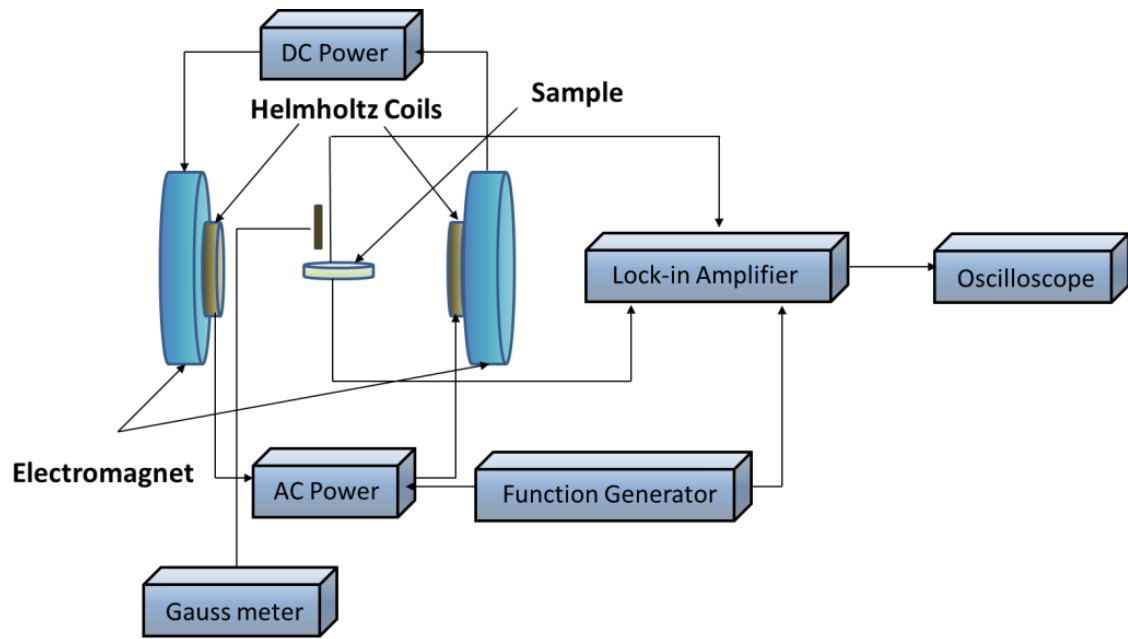 DC Power
Sample
Helmholtz Coils
Lock-in Amplifier
Oscilloscope
Electromagnet
AC Power
Function Generator
Gauss meter